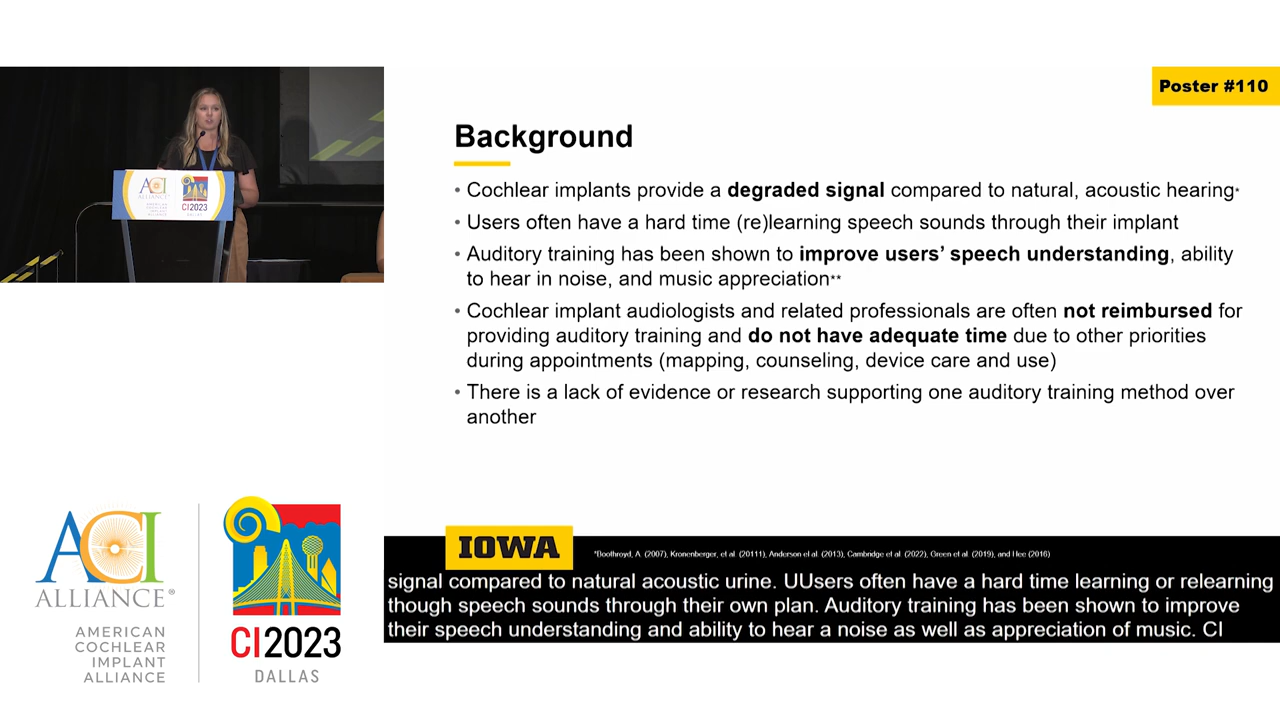 Poster #110
Background
• Cochlear implants provide a degraded signal compared to natural, acoustic hearing*
• Users often have a hard time (re)learning speech sounds through their implant
• Auditory training has been shown to improve users’ speech understanding, ability
to hear in noise, and music appreciation**
• Cochlear implant audiologists and related professionals are often not reimbursed for
providing auditory training and do not have adequate time due to other priorities
during appointments (mapping, counseling, device care and use)
• There is a lack of evidence or research supporting one auditory training method over
another
ACI
CI2023
DALLAS
IOWA
*Boothroyd, A. (2007), Kronenberger, et al. (20111), Anderson et al. (2013), Cambridge et al. (2022), Green et al. (2019), and Hee (2016)
signal compared to natural acoustic urine. UUsers often have a hard time learning or relearning
though speech sounds through their own plan. Auditory training has been shown to improve
their speech understanding and ability to hear a noise as well as appreciation of music. CI
ACI
ALLIANCE®
AMERICAN
COCHLEAR
IMPLANT
ALLIANCE
CI2023
DALLAS